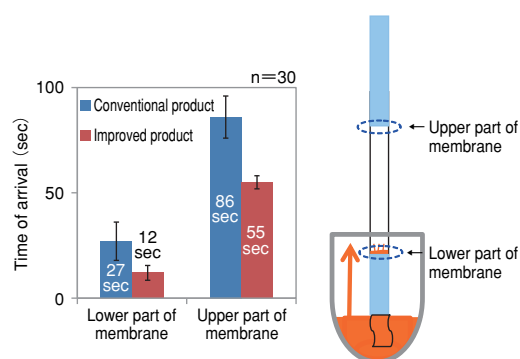 n＝30
Time of arrival (sec)
100
50
0
Conventional product
Improved product
27
sec
12
sec
86
sec
55
sec
Lower part of
membrane
Upper part of
membrane
Upper part of
membrane
Lower part of
membrane